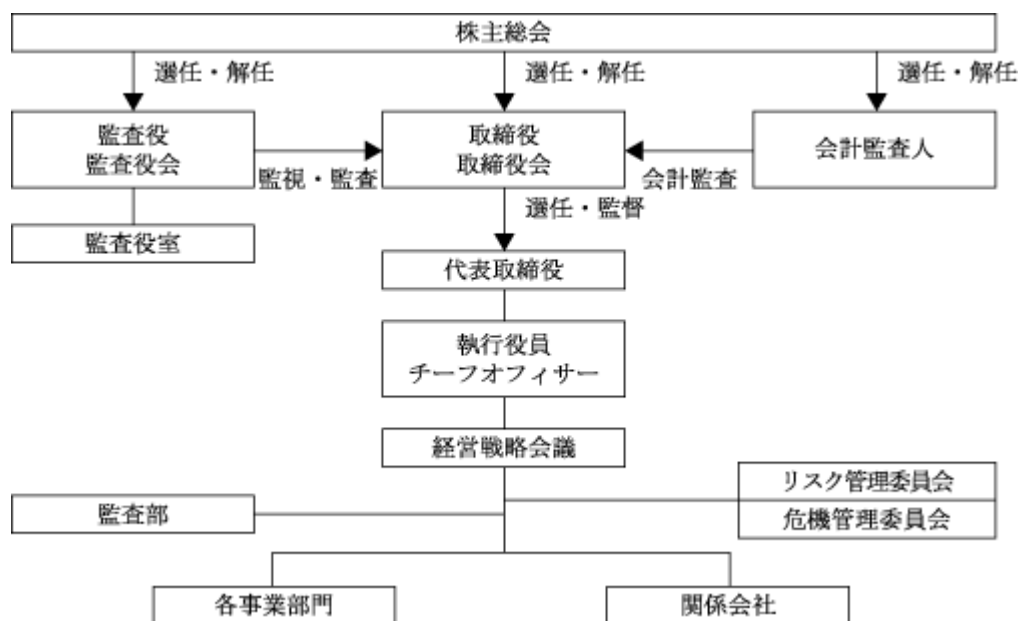 株主総会
選任・解任
選任・解任
選任・解任
監査役
監査役会
取締役
取締役会
会計監査人
監視・監査
会計監査
選任・監督
監査役室
代表取締役
執行役員
チーフオフィサー
経営戦略会議
リスク管理委員会
監査部
危機管理委員会
各事業部門
関係会社